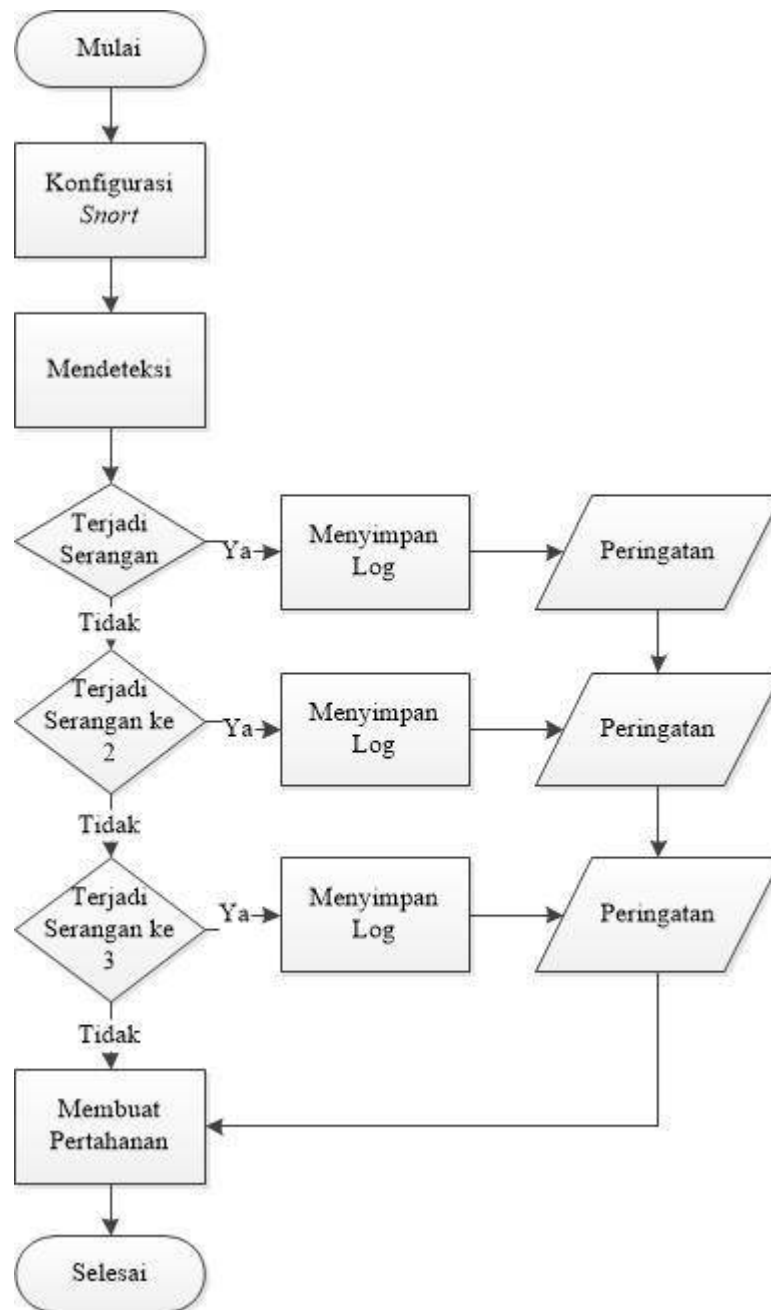 Mulai
Konfigurasi
Snort
Mendeteksi
Terjadi
Serangan
Ya
Menyimpan
Log
Peringatan
Tidak
Terjadi
Serangan ke
2
Ya
Menyimpan
Log
Peringatan
Tidak
Terjadi
Serangan ke
3
Ya
Menyimpan
Log
Peringatan
Tidak
Membuat
Pertahanan
Selesai